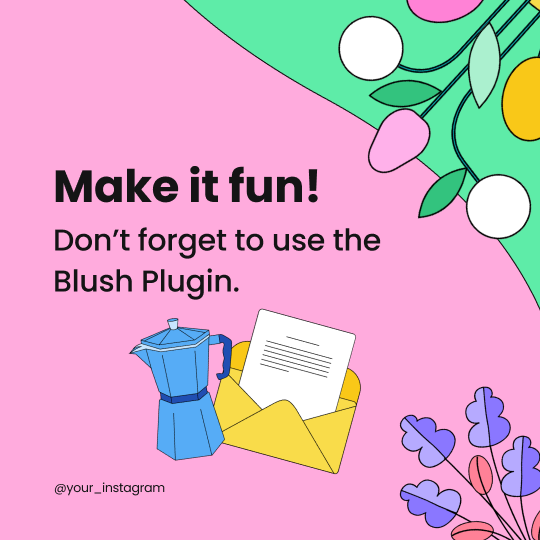 Make it fun!
Don’t forget to use the
Blush Plugin.
@your_instagram